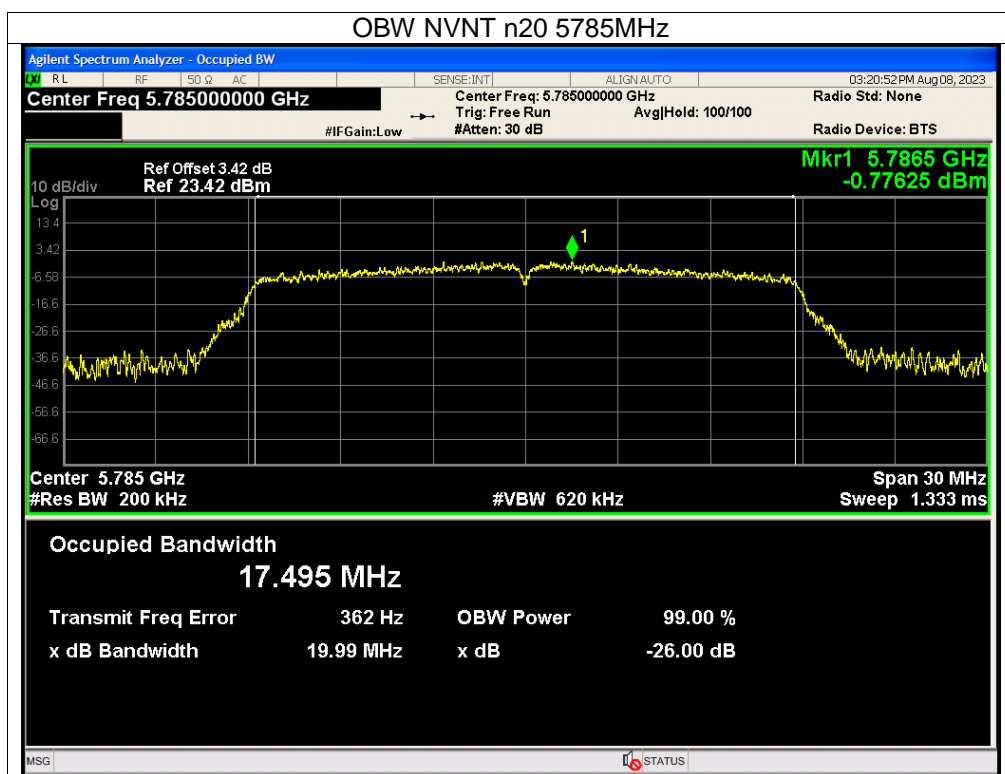 OBW NVNT n20 5785MHz
Agilent Spectrum Analyzer - Occupied BW
LXI RL RF 50 Ω AC SENSE:INT ALIGN AUTO 03:20:52 PM Aug 08, 2023
Center Freq 5.785000000 GHz Center Freq: 5.785000000 GHz Radio Std: None
Trig: Free Run Avg|Hold: 100/100
#IFGain:Low #Atten: 30 dB Radio Device: BTS
Mkr1 5.7865 GHz
-0.77625 dBm
Ref Offset 3.42 dB
10 dB/div Ref 23.42 dBm
Log
13.4
3.42
-6.58
-16.6
-26.6
-36.6
-46.6
-56.6
-66.6
1
Center 5.785 GHz Span 30 MHz
#Res BW 200 kHz #VBW 620 kHz Sweep 1.333 ms
Occupied Bandwidth
17.495 MHz
Transmit Freq Error 362 Hz OBW Power 99.00 %
x dB Bandwidth 19.99 MHz x dB -26.00 dB
MSG STATUS